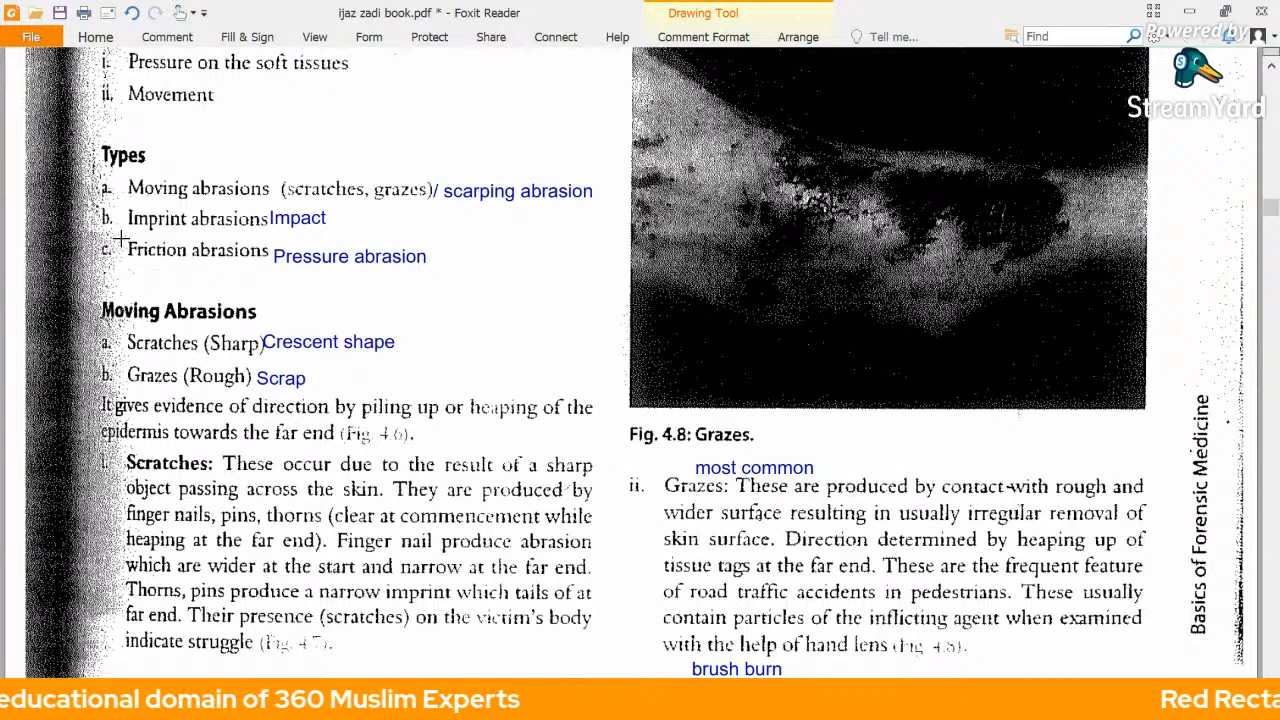 ijaz zadi book.pdf * - Foxit Reader
Drawing Tool
File Home Comment Fill & Sign View Form Protect Share Connect Help Comment Format Arrange Tell me... Find
Powered by
StreamYard
i. Pressure on the soft tissues
ii. Movement
Types
a. Moving abrasions (scratches, grazes)/ scarping abrasion
b. Imprint abrasions Impact
c. Friction abrasions Pressure abrasion
Moving Abrasions
a. Scratches (Sharp) Crescent shape
b. Grazes (Rough) Scrap
It gives evidence of direction by piling up or heaping of the
epidermis towards the far end (Fig. 4.6).
i. Scratches: These occur due to the result of a sharp
object passing across the skin. They are produced by
finger nails, pins, thorns (clear at commencement while
heaping at the far end). Finger nail produce abrasion
which are wider at the start and narrow at the far end.
Thorns, pins produce a narrow imprint which tails of at
far end. Their presence (scratches) on the victim's body
indicate struggle (Fig. 4.7).
Fig. 4.8: Grazes.
most common
ii. Grazes: These are produced by contact with rough and
wider surface resulting in usually irregular removal of
skin surface. Direction determined by heaping up of
tissue tags at the far end. These are the frequent feature
of road traffic accidents in pedestrians. These usually
contain particles of the inflicting agent when examined
with the help of hand lens (Fig. 4.8).
brush burn
Basics of Forensic Medicine
educational domain of 360 Muslim Experts
Red Recta